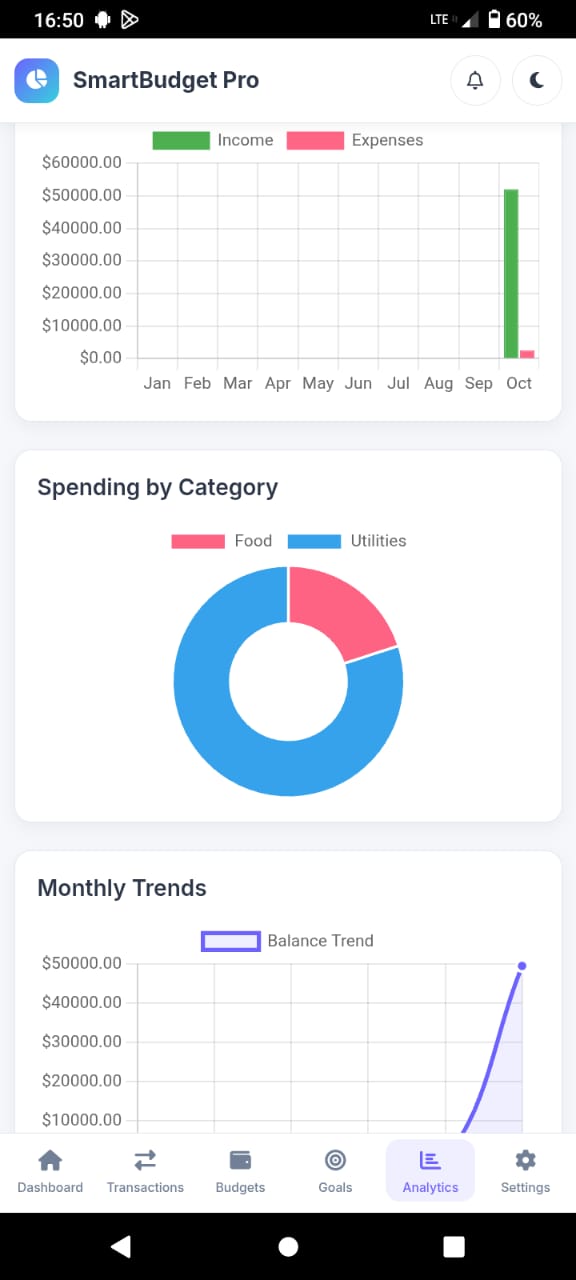 16:50 LTE 60%
SmartBudget Pro
Income Expenses
$60000.00
$50000.00
$40000.00
$30000.00
$20000.00
$10000.00
$0.00
Jan Feb Mar Apr May Jun Jul Aug Sep Oct
Spending by Category
Food Utilities
Monthly Trends
Balance Trend
$50000.00
$40000.00
$30000.00
$20000.00
$10000.00
Dashboard Transactions Budgets Goals Analytics Settings